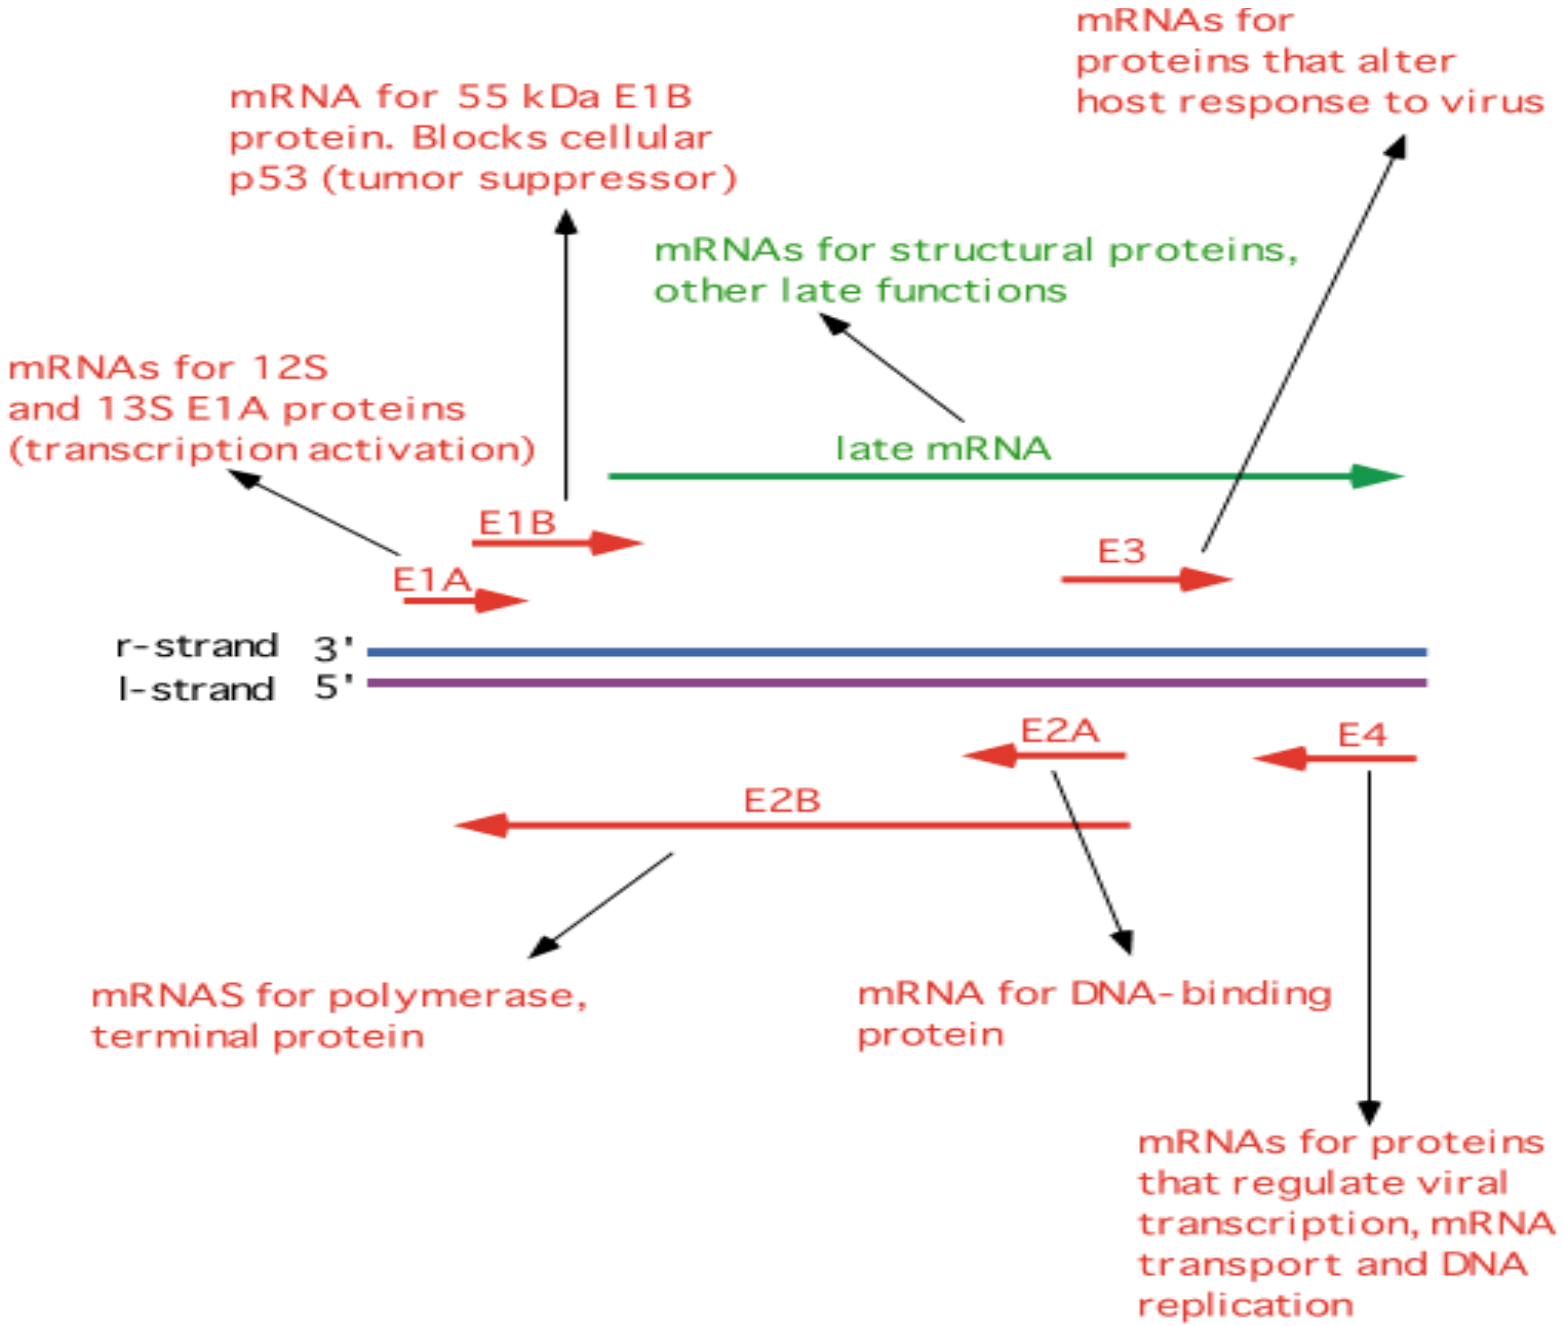 mRNAs for
proteins that alter
host response to virus
mRNA for 55 kDa E1B
protein. Blocks cellular
p53 (tumor suppressor)
mRNAs for structural proteins,
other late functions
mRNAs for 12S
and 13S E1A proteins
(transcription activation)
late mRNA
E1B
E3
E1A
r-strand 3'
l-strand 5'
E2A
E4
E2B
mRNAS for polymerase,
terminal protein
mRNA for DNA-binding
protein
mRNAs for proteins
that regulate viral
transcription, mRNA
transport and DNA
replication